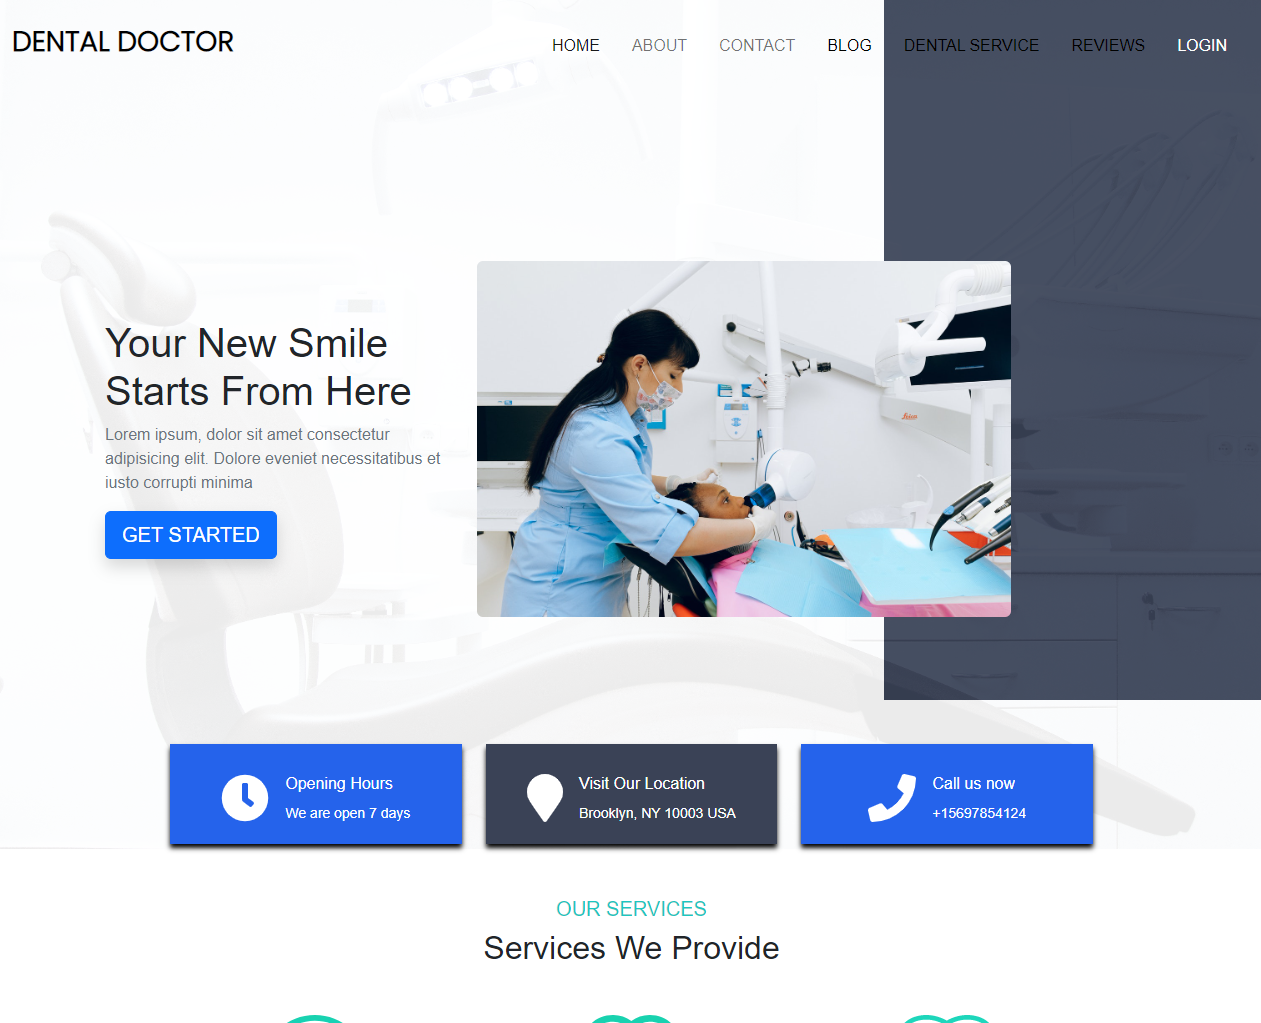 DENTAL DOCTOR
HOME ABOUT CONTACT BLOG DENTAL SERVICE REVIEWS LOGIN
Your New Smile
Starts From Here
Lorem ipsum, dolor sit amet consectetur
adipisicing elit. Dolore eveniet necessitatibus et
iusto corrupti minima
GET STARTED
Opening Hours
We are open 7 days
Visit Our Location
Brooklyn, NY 10003 USA
Call us now
+15697854124
OUR SERVICES
Services We Provide